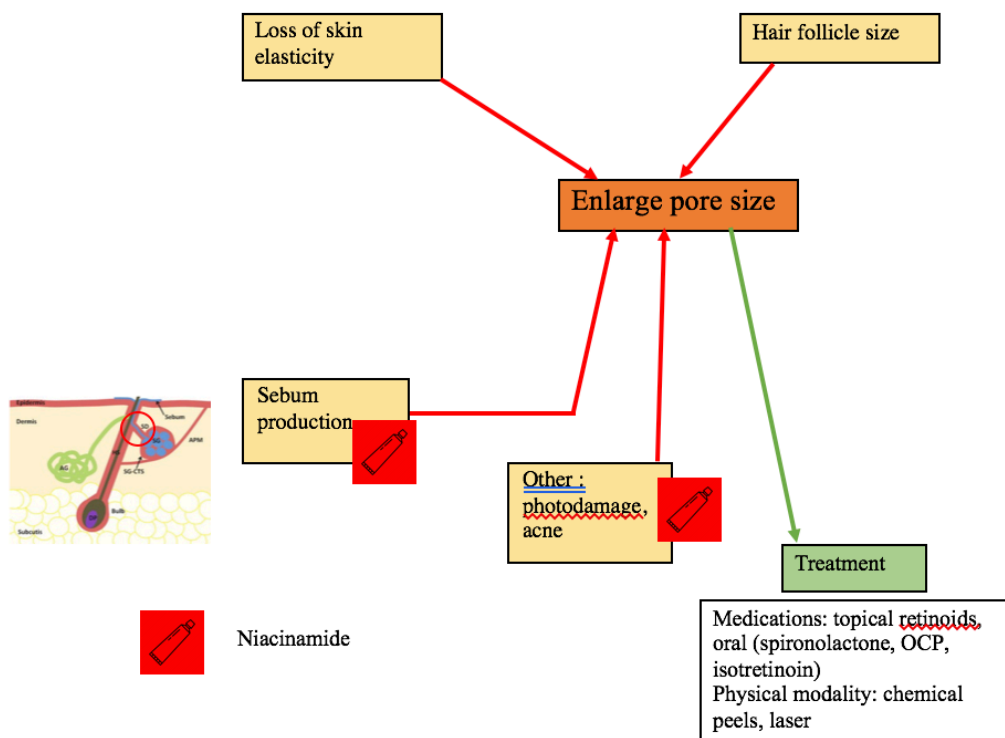 Loss of skin
elasticity
Hair follicle size
Enlarge pore size
Sebum
production
Epidermis
Sebum
Dermis
SD
SG
APM
AG
SG-CTS
Bulb
Subcutis
Other :
photodamage,
acne
Treatment
Medications: topical retinoids,
oral (spironolactone, OCP,
isotretinoin)
Physical modality: chemical
peels, laser
Niacinamide